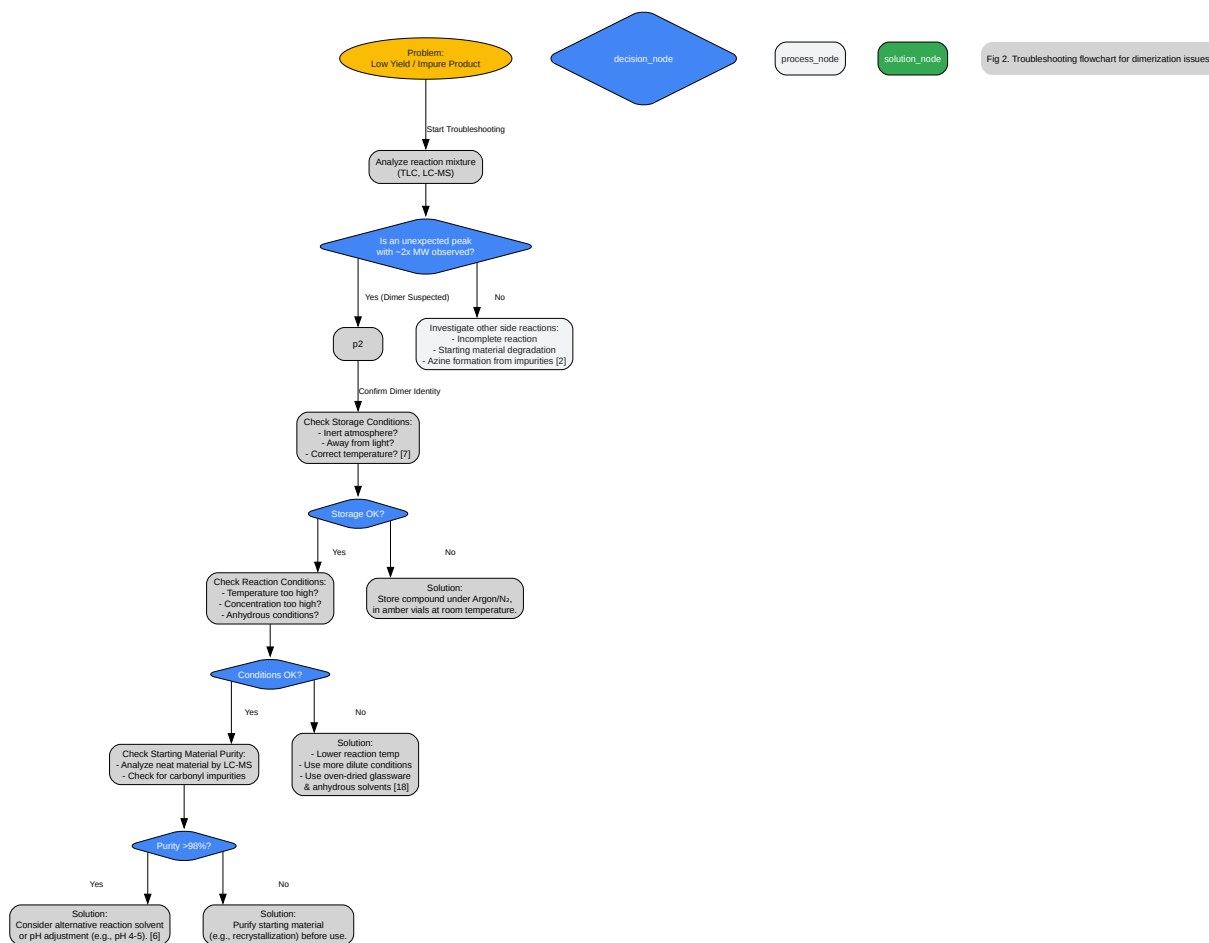 Problem:
Low Yield / Impure Product
decision_node
process_node
solution_node
Fig 2. Troubleshooting flowchart for dimerization issues
Start Troubleshooting
Analyze reaction mixture
(TLC, LC-MS)
Is an unexpected peak
with ~2x MW observed?
Yes (Dimer Suspected)
No
p2
Investigate other side reactions:
- Incomplete reaction
- Starting material degradation
- Azine formation from impurities [2]
Confirm Dimer Identity
Check Storage Conditions:
- Inert atmosphere?
- Away from light?
- Correct temperature? [7]
Storage OK?
Yes
No
Check Reaction Conditions:
- Temperature too high?
- Concentration too high?
- Anhydrous conditions?
Solution:
Store compound under Argon/N₂,
in amber vials at room temperature.
Conditions OK?
Yes
No
Check Starting Material Purity:
- Analyze neat material by LC-MS
- Check for carbonyl impurities
Solution:
- Lower reaction temp
- Use more dilute conditions
- Use oven-dried glassware
& anhydrous solvents [18]
Purity >98%?
Yes
No
Solution:
Consider alternative reaction solvent
or pH adjustment (e.g., pH 4-5). [6]
Solution:
Purify starting material
(e.g., recrystallization) before use.